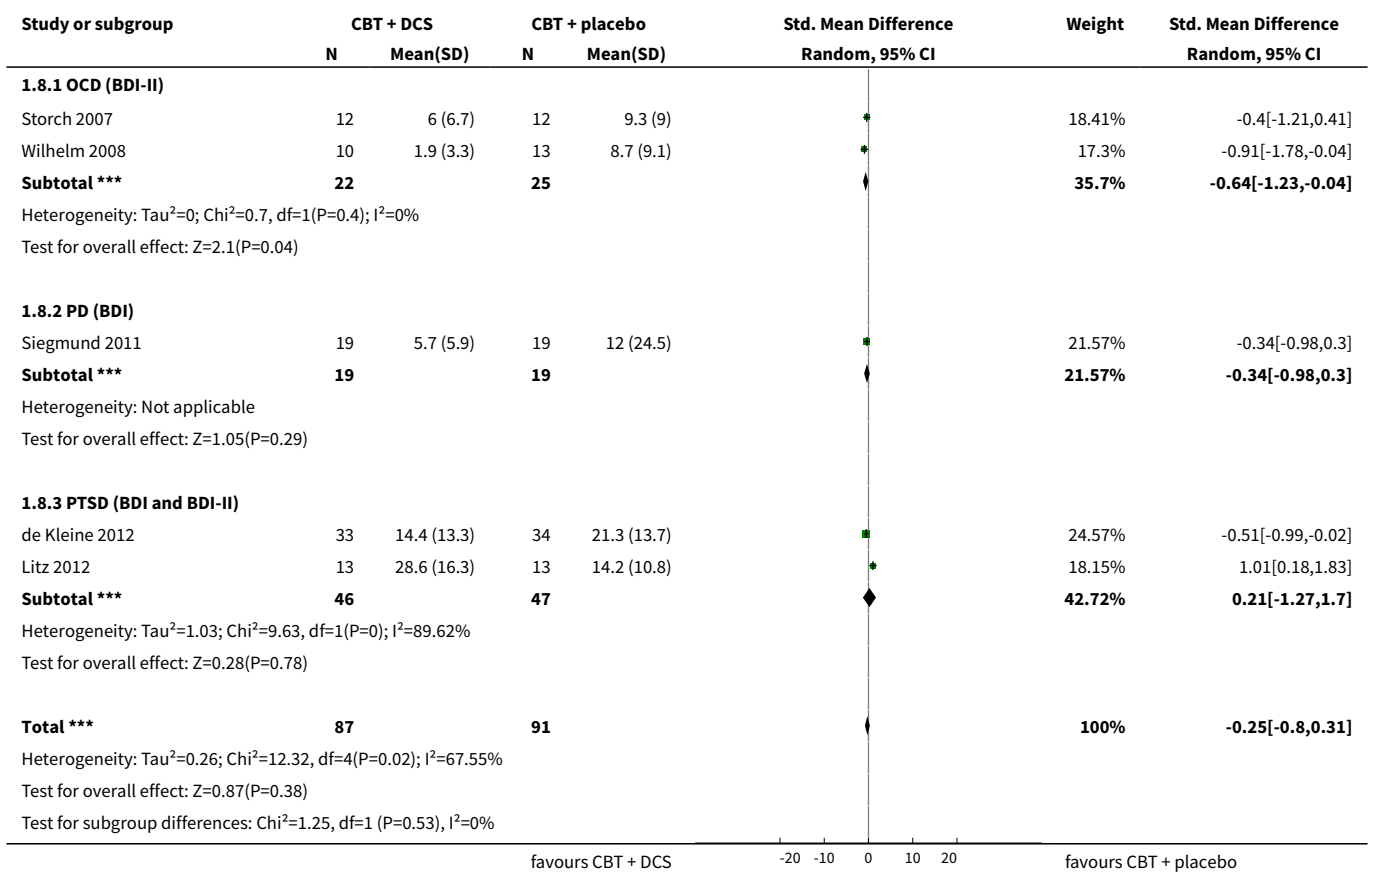 Study or subgroup CBT + DCS CBT + placebo Std. Mean Difference Weight Std. Mean Difference
N Mean(SD) N Mean(SD) Random, 95% CI Random, 95% CI
1.8.1 OCD (BDI-II)
Storch 2007 12 6 (6.7) 12 9.3 (9) 18.41% -0.4[-1.21,0.41]
Wilhelm 2008 10 1.9 (3.3) 13 8.7 (9.1) 17.3% -0.91[-1.78,-0.04]
Subtotal *** 22 25 35.7% -0.64[-1.23,-0.04]
Heterogeneity: Tau²=0; Chi²=0.7, df=1(P=0.4); I²=0%
Test for overall effect: Z=2.1(P=0.04)
1.8.2 PD (BDI)
Siegmund 2011 19 5.7 (5.9) 19 12 (24.5) 21.57% -0.34[-0.98,0.3]
Subtotal *** 19 19 21.57% -0.34[-0.98,0.3]
Heterogeneity: Not applicable
Test for overall effect: Z=1.05(P=0.29)
1.8.3 PTSD (BDI and BDI-II)
de Kleine 2012 33 14.4 (13.3) 34 21.3 (13.7) 24.57% -0.51[-0.99,-0.02]
Litz 2012 13 28.6 (16.3) 13 14.2 (10.8) 18.15% 1.01[0.18,1.83]
Subtotal *** 46 47 42.72% 0.21[-1.27,1.7]
Heterogeneity: Tau²=1.03; Chi²=9.63, df=1(P=0); I²=89.62%
Test for overall effect: Z=0.28(P=0.78)
Total *** 87 91 100% -0.25[-0.8,0.31]
Heterogeneity: Tau²=0.26; Chi²=12.32, df=4(P=0.02); I²=67.55%
Test for overall effect: Z=0.87(P=0.38)
Test for subgroup differences: Chi²=1.25, df=1 (P=0.53), I²=0%
favours CBT + DCS -20 -10 0 10 20 favours CBT + placebo